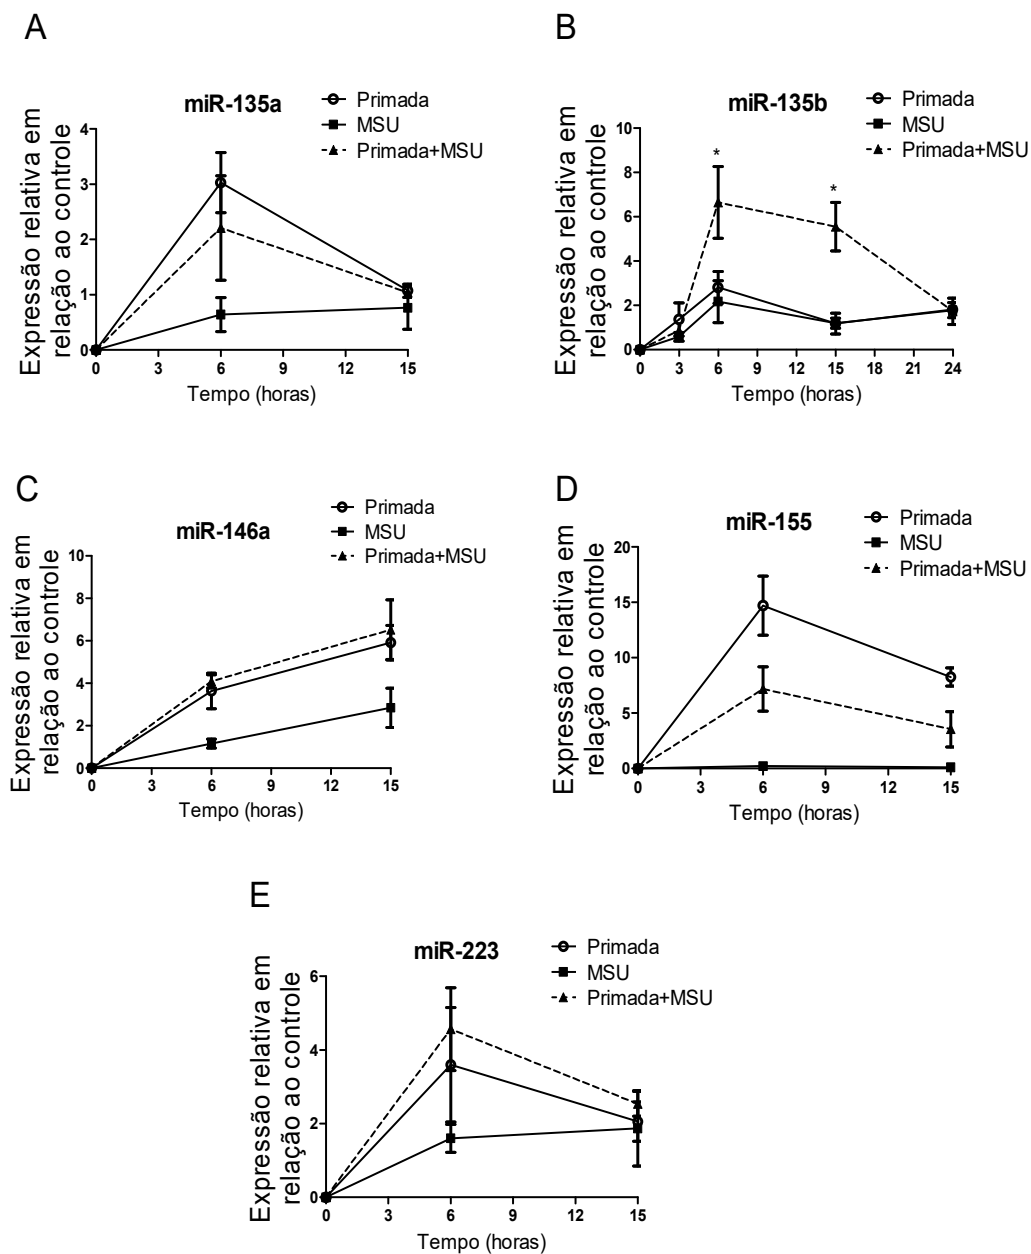 A
miR-135a
Primada
MSU
Primada+MSU
Expressão relativa em
relação ao controle
4
3
2
1
0
0 3 6 9 12 15
Tempo (horas)
B
miR-135b
Primada
MSU
Primada+MSU
Expressão relativa em
relação ao controle
10
8
6
4
2
0
* *
0 3 6 9 12 15 18 21 24
Tempo (horas)
C
miR-146a
Primada
MSU
Primada+MSU
Expressão relativa em
relação ao controle
10
8
6
4
2
0
0 3 6 9 12 15
Tempo (horas)
D
miR-155
Primada
MSU
Primada+MSU
Expressão relativa em
relação ao controle
20
15
10
5
0
0 3 6 9 12 15
Tempo (horas)
E
miR-223
Primada
MSU
Primada+MSU
Expressão relativa em
relação ao controle
6
4
2
0
0 3 6 9 12 15
Tempo (horas)